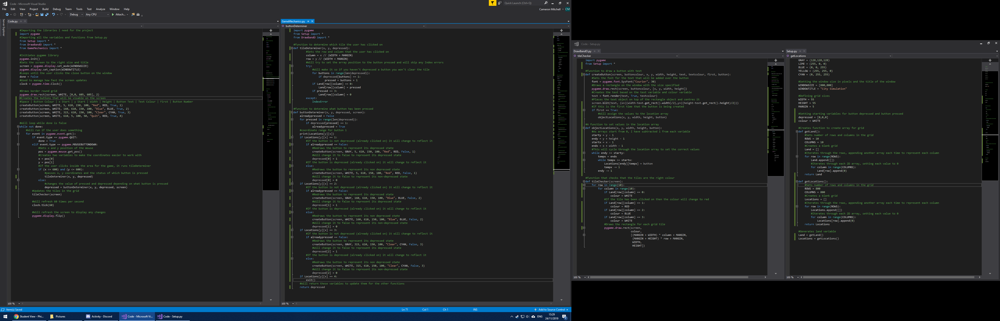 Code - Microsoft Visual Studio
Quick Launch (Ctrl+Q)
File Edit View Project Build Debug Team Tools Test Analyze Window Help
Cameron Mitchell CM
Debug Any CPU Attach...
Server Explorer
Code.py
#Importing the libraries I need for the project
import pygame
#Importing all the variables and functions from Setup.py
from Setup import *
from DrawBandO import *
from GameMechanics import *
#Initiates pygame library
pygame.init()
#Sets the screen to the right size and title
screen = pygame.display.set_mode(WINDOWSIZE)
pygame.display.set_caption(WINDOWTITLE)
#Loops until the user clicks the close button on the window
done = False
#Used to manage how fast the screen updates
clock = pygame.time.Clock()
#Draws border round grid
pygame.draw.rect(screen, WHITE, [0,0, 605, 605], 2)
#Creates the buttons that will be visable on the screen
#Space | Button Colour | x Start | y Start | Width | Height | Button Text | Text Colour | First | Button Number
createButton(screen, WHITE, 5, 610, 150, 100, "Red", RED, True, 1)
createButton(screen, WHITE, 160, 610, 150, 100, "Blue", BLUE, True, 2)
createButton(screen, WHITE, 315, 610, 150, 100, "Clear", CYAN, True, 3)
createButton(screen, WHITE, 610, 5, 100, 50, "Quit", RED, True, 4)
#Will loop while done is false
while not done:
#Will run if the user does something
for event in pygame.event.get():
if event.type == pygame.QUIT:
done = True
elif event.type == pygame.MOUSEBUTTONDOWN:
#Gets x and y position of the mouse
pos = pygame.mouse.get_pos()
#Creates two variables to make the coordinates easier to work with
x = pos[0]
y = pos[1]
#If the user clicks inside the area for the game, it runs tileDeterminer
if (x <= 600) and (y <= 600):
#passes x, y coordinates and the status of which button is pressed
tileDeterminer(x, y, depressed)
else:
#changes the value of pressed and depressed depending on what button is pressed
depressed = buttonDeterminer(x, y, depressed, screen)
#Updates the tiles in the grid
tileChecker(screen)
#Will refresh 60 times per second
clock.tick(60)
#Will refresh the screen to display any changes
pygame.display.flip()
100 %
GameMechanics.py
buttonDeterminer
import pygame
from Setup import *
from DrawBandO import *
#function to determine which tile the user has clicked on
def tileDeterminer(x, y, depressed):
#Sets the row and column that the user has clicked on
column = x // (WIDTH + MARGIN)
row = y // (WIDTH + MARGIN)
#Will try to set the array position to the button pressed and will skip any Index errors
try:
#Will make it so if you haven't depressed a button you won't clear the tile
for buttons in range(len(depressed)):
if depressed[buttons] == 1:
pressed = buttons + 1
if Land[row][column] == 0:
Land[row][column] = pressed
if pressed == 3:
Land[row][column] = 0
except:
IndexError
#function to determine what button has been pressed
def buttonDeterminer(x, y, depressed, screen):
alreadypressed = False
for pressed in range(len(depressed)):
if depressed[pressed] == 1:
alreadypressed = True
#coordinate range for button 1
print(Locations[y][x])
if Locations[y][x] == 1:
#If the button is not depressed (already clicked on) it will change to reflect it
if alreadypressed == False:
#Redraws the button to represent its depressed state
createButton(screen, GRAY, 5, 610, 150, 100, "Red", RED, False, 1)
#Will change it to false to represent its depressed state
depressed[0] = 1
#If the button is depressed (already clicked on) it will change to reflect it
else:
#Redraws the button to represent its non depressed state
createButton(screen, WHITE, 5, 610, 150, 100, "Red", RED, False, 1)
#Will change it to false to represent its non-depressed state
depressed[0] = 0
if Locations[y][x] == 2:
#If the button is not depressed (already clicked on) it will change to reflect it
if alreadypressed == False:
#Redraws the button to represent its depressed state
createButton(screen, GRAY, 160, 610, 150, 100, "Blue", BLUE, False, 2)
#Will change it to false to represent its depressed state
depressed[1] = 1
#If the button is depressed (already clicked on) it will change to reflect it
else:
#Redraws the button to represent its non depressed state
createButton(screen, WHITE, 160, 610, 150, 100, "Blue", BLUE, False, 2)
#Will change it to false to represent its non-depressed state
depressed[1] = 0
if Locations[y][x] == 3:
#If the button is not depressed (already clicked on) it will change to reflect it
if alreadypressed == False:
#Redraws the button to represent its depressed state
createButton(screen, GRAY, 315, 610, 150, 100, "Clear", CYAN, False, 3)
#Will change it to false to represent its depressed state
depressed[2] = 1
#If the button is depressed (already clicked on) it will change to reflect it
else:
#Redraws the button to represent its non depressed state
createButton(screen, WHITE, 315, 610, 150, 100, "Clear", CYAN, False, 3)
#Will change it to false to represent its non-depressed state
depressed[2] = 0
if Locations[y][x] == 4:
exit()
#Will return these variables to update them for the other functions
return depressed
100 %
Item(s) Saved Ln 71 Col 1 Ch 1 INS Add to Source Control
Student View - Phi... Pictures Activity - Discord Code - Microsoft Vi... Code - Setup.py
ENG 15:29
24/11/2019
2
Code - Setup.py
DrawBandO.py
tileChecker
import pygame
from Setup import *
#function to draw a button with text
def createButton(screen, buttoncolour, x, y, width, height, text, textcolour, first, button):
#Sets the font for the text that will be added over the button
font = pygame.font.SysFont("Courier", 30)
#Draws a rectangle on the window with the size specified
pygame.draw.rect(screen, buttoncolour, [x, y, width, height])
#Creates the text based on the text variable and colour variable
text = font.render(text, True, textcolour)
#Places the text object on top of the rectangle object and centres it
screen.blit(text, (x+((width-text.get_rect().width)/2),y+((height-text.get_rect().height)/2)))
#If this is the first time that the button is being created
if first == True:
#Will assign the values to the location array
objectLocations(x, y, width, height, button)
#A function to set values in the location array
def objectLocations(x, y, width, height, button):
#As arrays start from 0, I have subtracted 1 from each variable
starty = y - 1
endy = y + height - 1
startx = x - 1
endx = x + width - 1
#This will cycle through the location array to set the correct values
while endy >= starty:
tempx = endx
while tempx >= startx:
Locations[endy][tempx] = button
tempx -= 1
endy -= 1
#function that checks that the tiles are the right colour
def tileChecker(screen):
for row in range(10):
for column in range(10):
if Land[row][column] == 0:
colour = WHITE
#If the tile has been clicked on then the colour will change to red
if Land[row][column] == 1:
colour = RED
if Land[row][column] == 2:
colour = BLUE
if Land[row][column] == 3:
colour = WHITE
#Draws the rectangle for each grid tile
pygame.draw.rect(screen,
colour,
[(MARGIN + WIDTH) * column + MARGIN,
(MARGIN + HEIGHT) * row + MARGIN,
WIDTH,
HEIGHT])
100 %
Setup.py
getLocations
GRAY = (128,128,128)
LIME = (255, 0, 0)
BLUE = (0, 0, 255)
YELLOW = (255, 255, 0)
CYAN = (0, 255, 255)
#Setting the window size in pixels and the title of the window
WINDOWSIZE = [800,800]
WINDOWTITLE = "City Simulation"
#Defining grid sizes
WIDTH = 55
HEIGHT = 55
MARGIN = 5
#Setting starting variables for button depressed and button pressed
depressed = [0,0,0]
colour = WHITE
#Creates function to create array for grid
def getLand():
#Sets number of rows and columns in the grid
ROWS = 10
COLUMNS = 10
#Creates a blank grid
Land = []
#Iterates through the rows, appending another array each time to represent each column
for row in range(ROWS):
Land.append([])
#Iterates through each 2D array, setting each value to 0
for column in range(COLUMNS):
Land[row].append(0)
return Land
def getLocations():
#Sets number of rows and columns in the grid
ROWS = 800
COLUMNS = 800
#Creates a blank grid
Locations = []
#Iterates through the rows, appending another array each time to represent each column
for row in range(ROWS):
Locations.append([])
#Iterates through each 2D array, setting each value to 0
for column in range(COLUMNS):
Locations[row].append(0)
return Locations
#Generates land variable
Land = getLand()
Locations = getLocations()
100 %